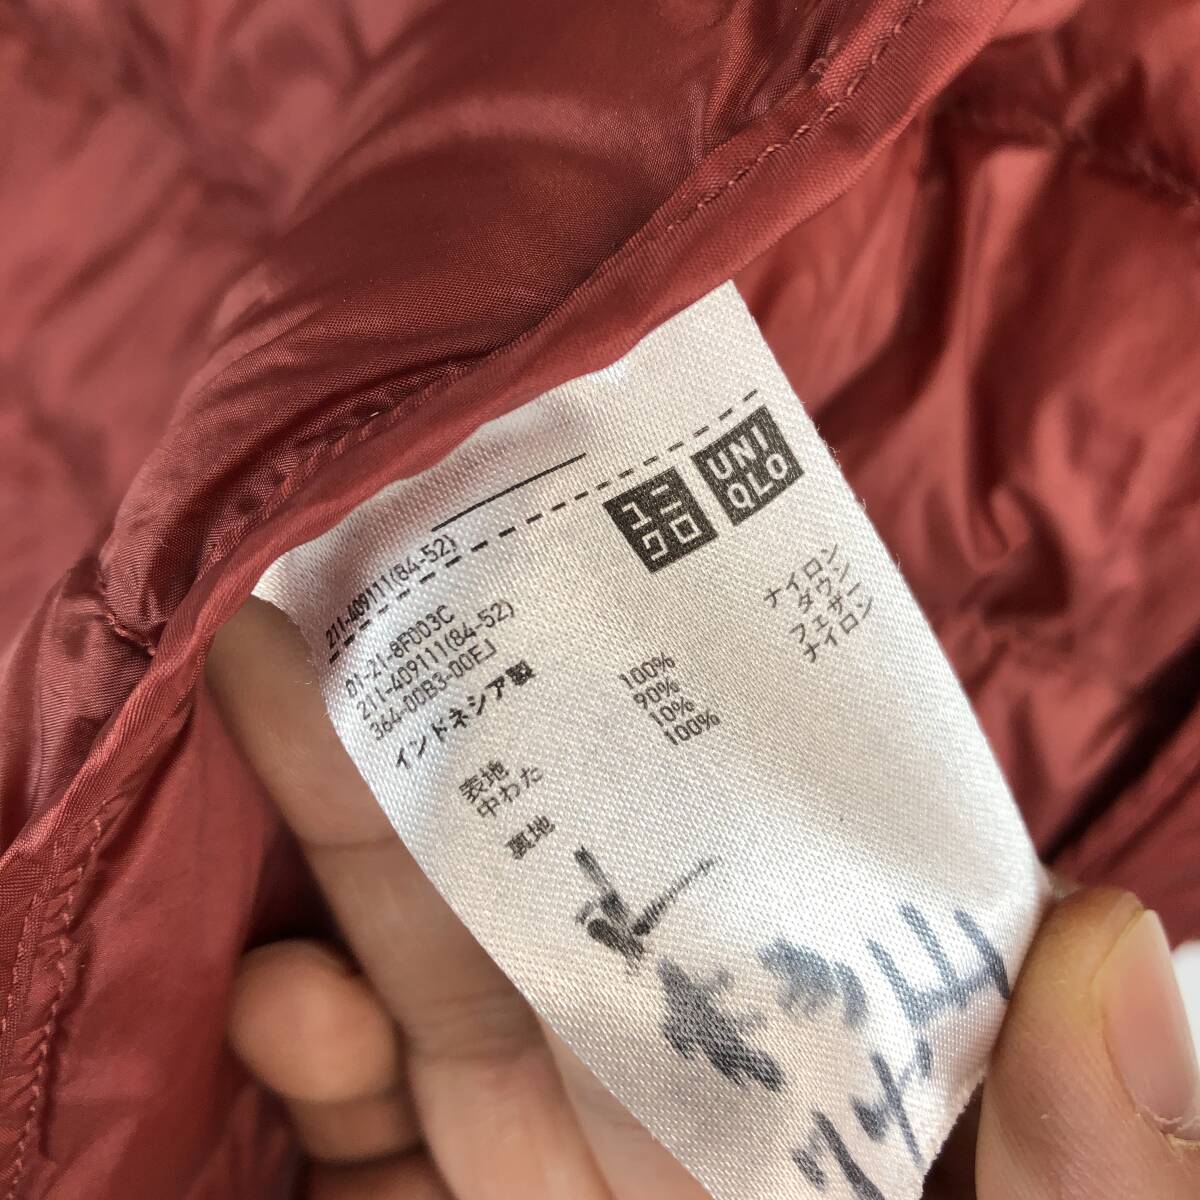 ユニ
クロ
UNI
QLO
211-409111(84-52)
01-21-8F003C
211-409111(84-52)
364-00B3-00EJ
インドネシア製
表地 100% ナイロン
中わた 90% ダウン
10% フェザー
裏地 100% ナイロン